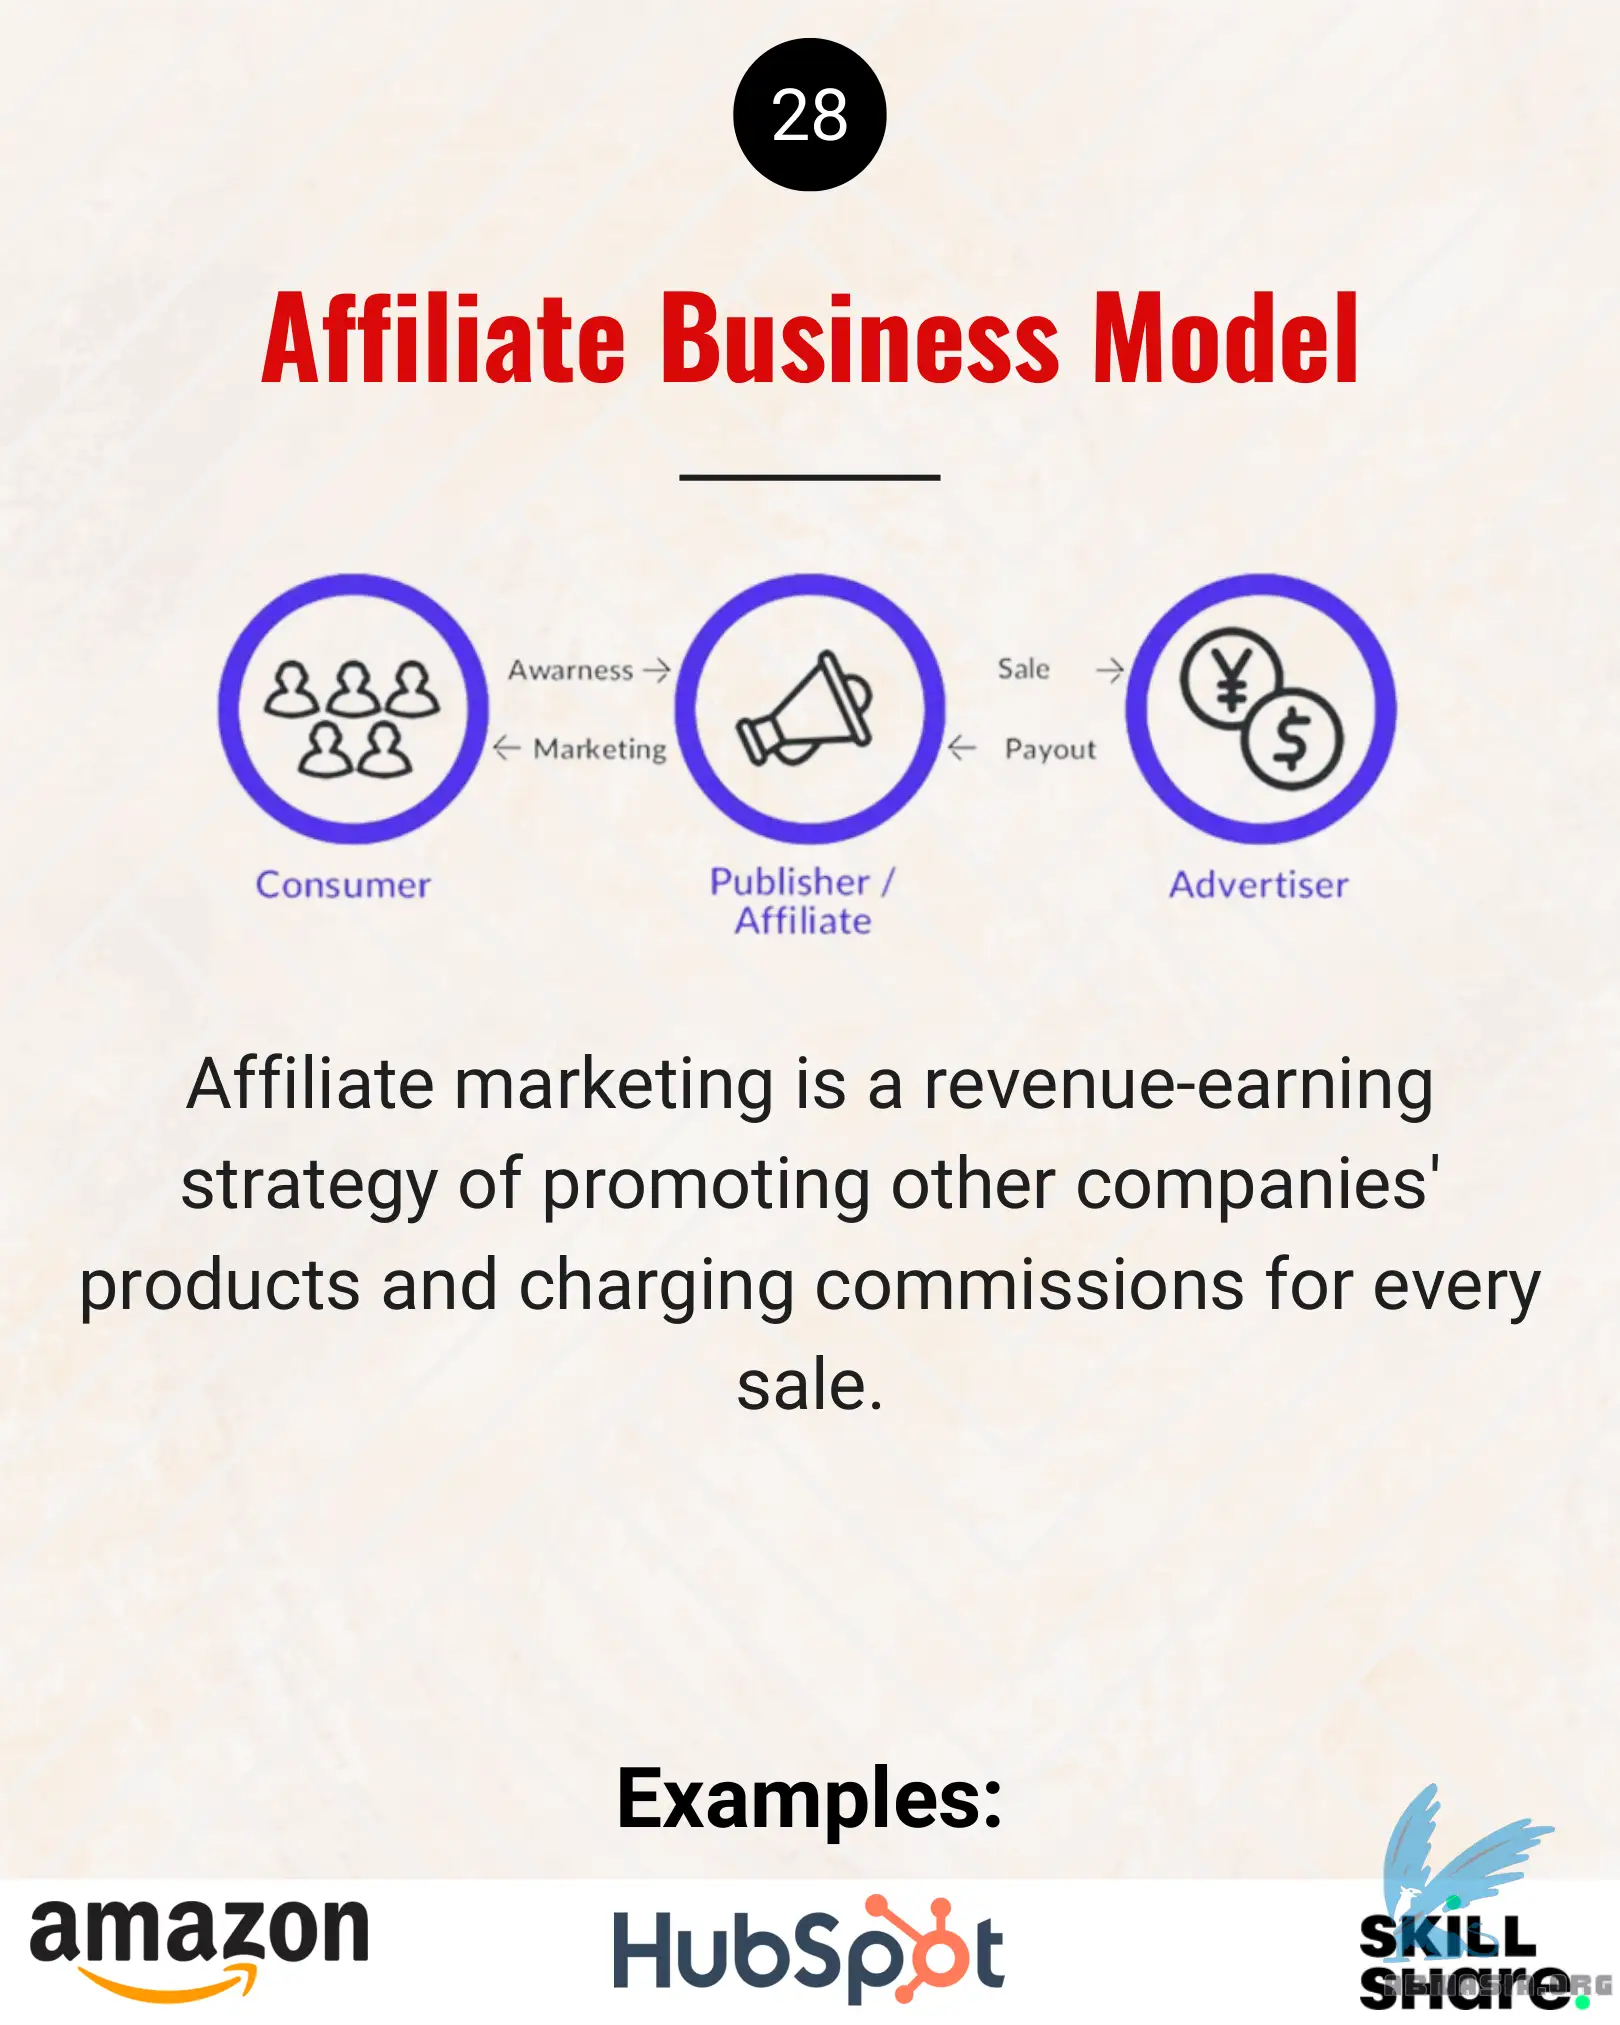 28
Affiliate Business Model
Awarness →
Sale →
← Marketing
← Payout
Consumer
Publisher /
Affiliate
Advertiser
Affiliate marketing is a revenue-earning
strategy of promoting other companies'
products and charging commissions for every
sale.
Examples:
amazon
HubSpot
SKILL
SHare.